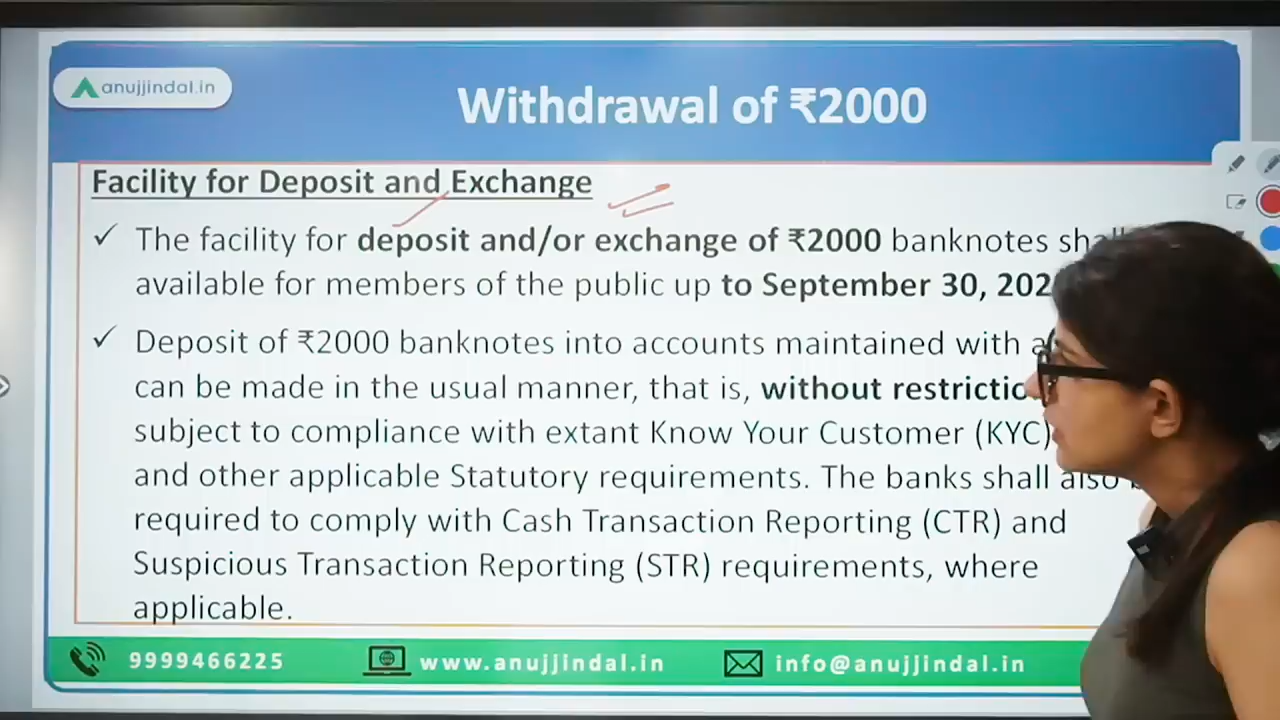 anujjindal.in
Withdrawal of ₹2000
Facility for Deposit and Exchange
✓ The facility for deposit and/or exchange of ₹2000 banknotes
available for members of the public up to September 30,
✓ Deposit of ₹2000 banknotes into accounts maintained with
can be made in the usual manner, that is, without
subject to compliance with extant Know Your Customer (KYC)
and other applicable Statutory requirements. The banks shall also
required to comply with Cash Transaction Reporting (CTR) and
Suspicious Transaction Reporting (STR) requirements, where
applicable.
9999466225 www.anujjindal.in info@anujjindal.in